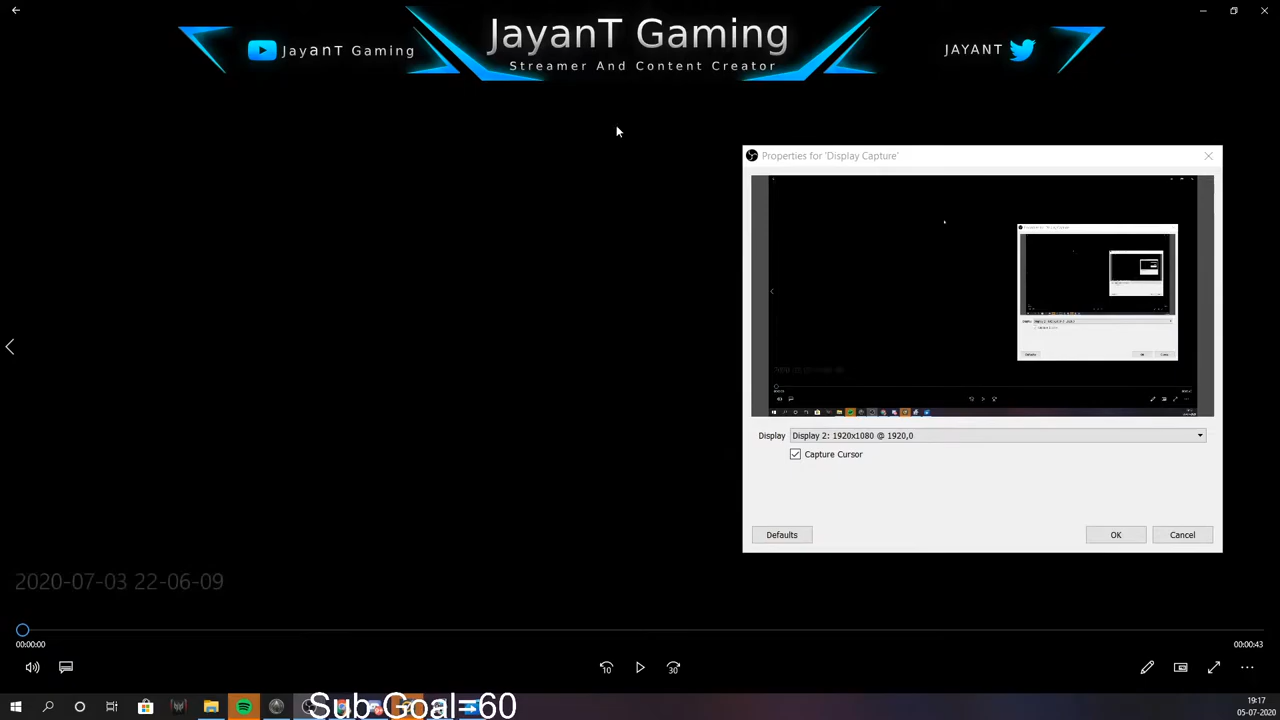 JayanT Gaming
Streamer And Content Creator
JayanT Gaming
JAYANT
Properties for 'Display Capture'
Display
Display 2: 1920x1080 @ 1920,0
Capture Cursor
Defaults
OK
Cancel
2020-07-03 22-06-09
00:00:00
00:00:43
10
30
Sub Goal=60
19:17
05-07-2020